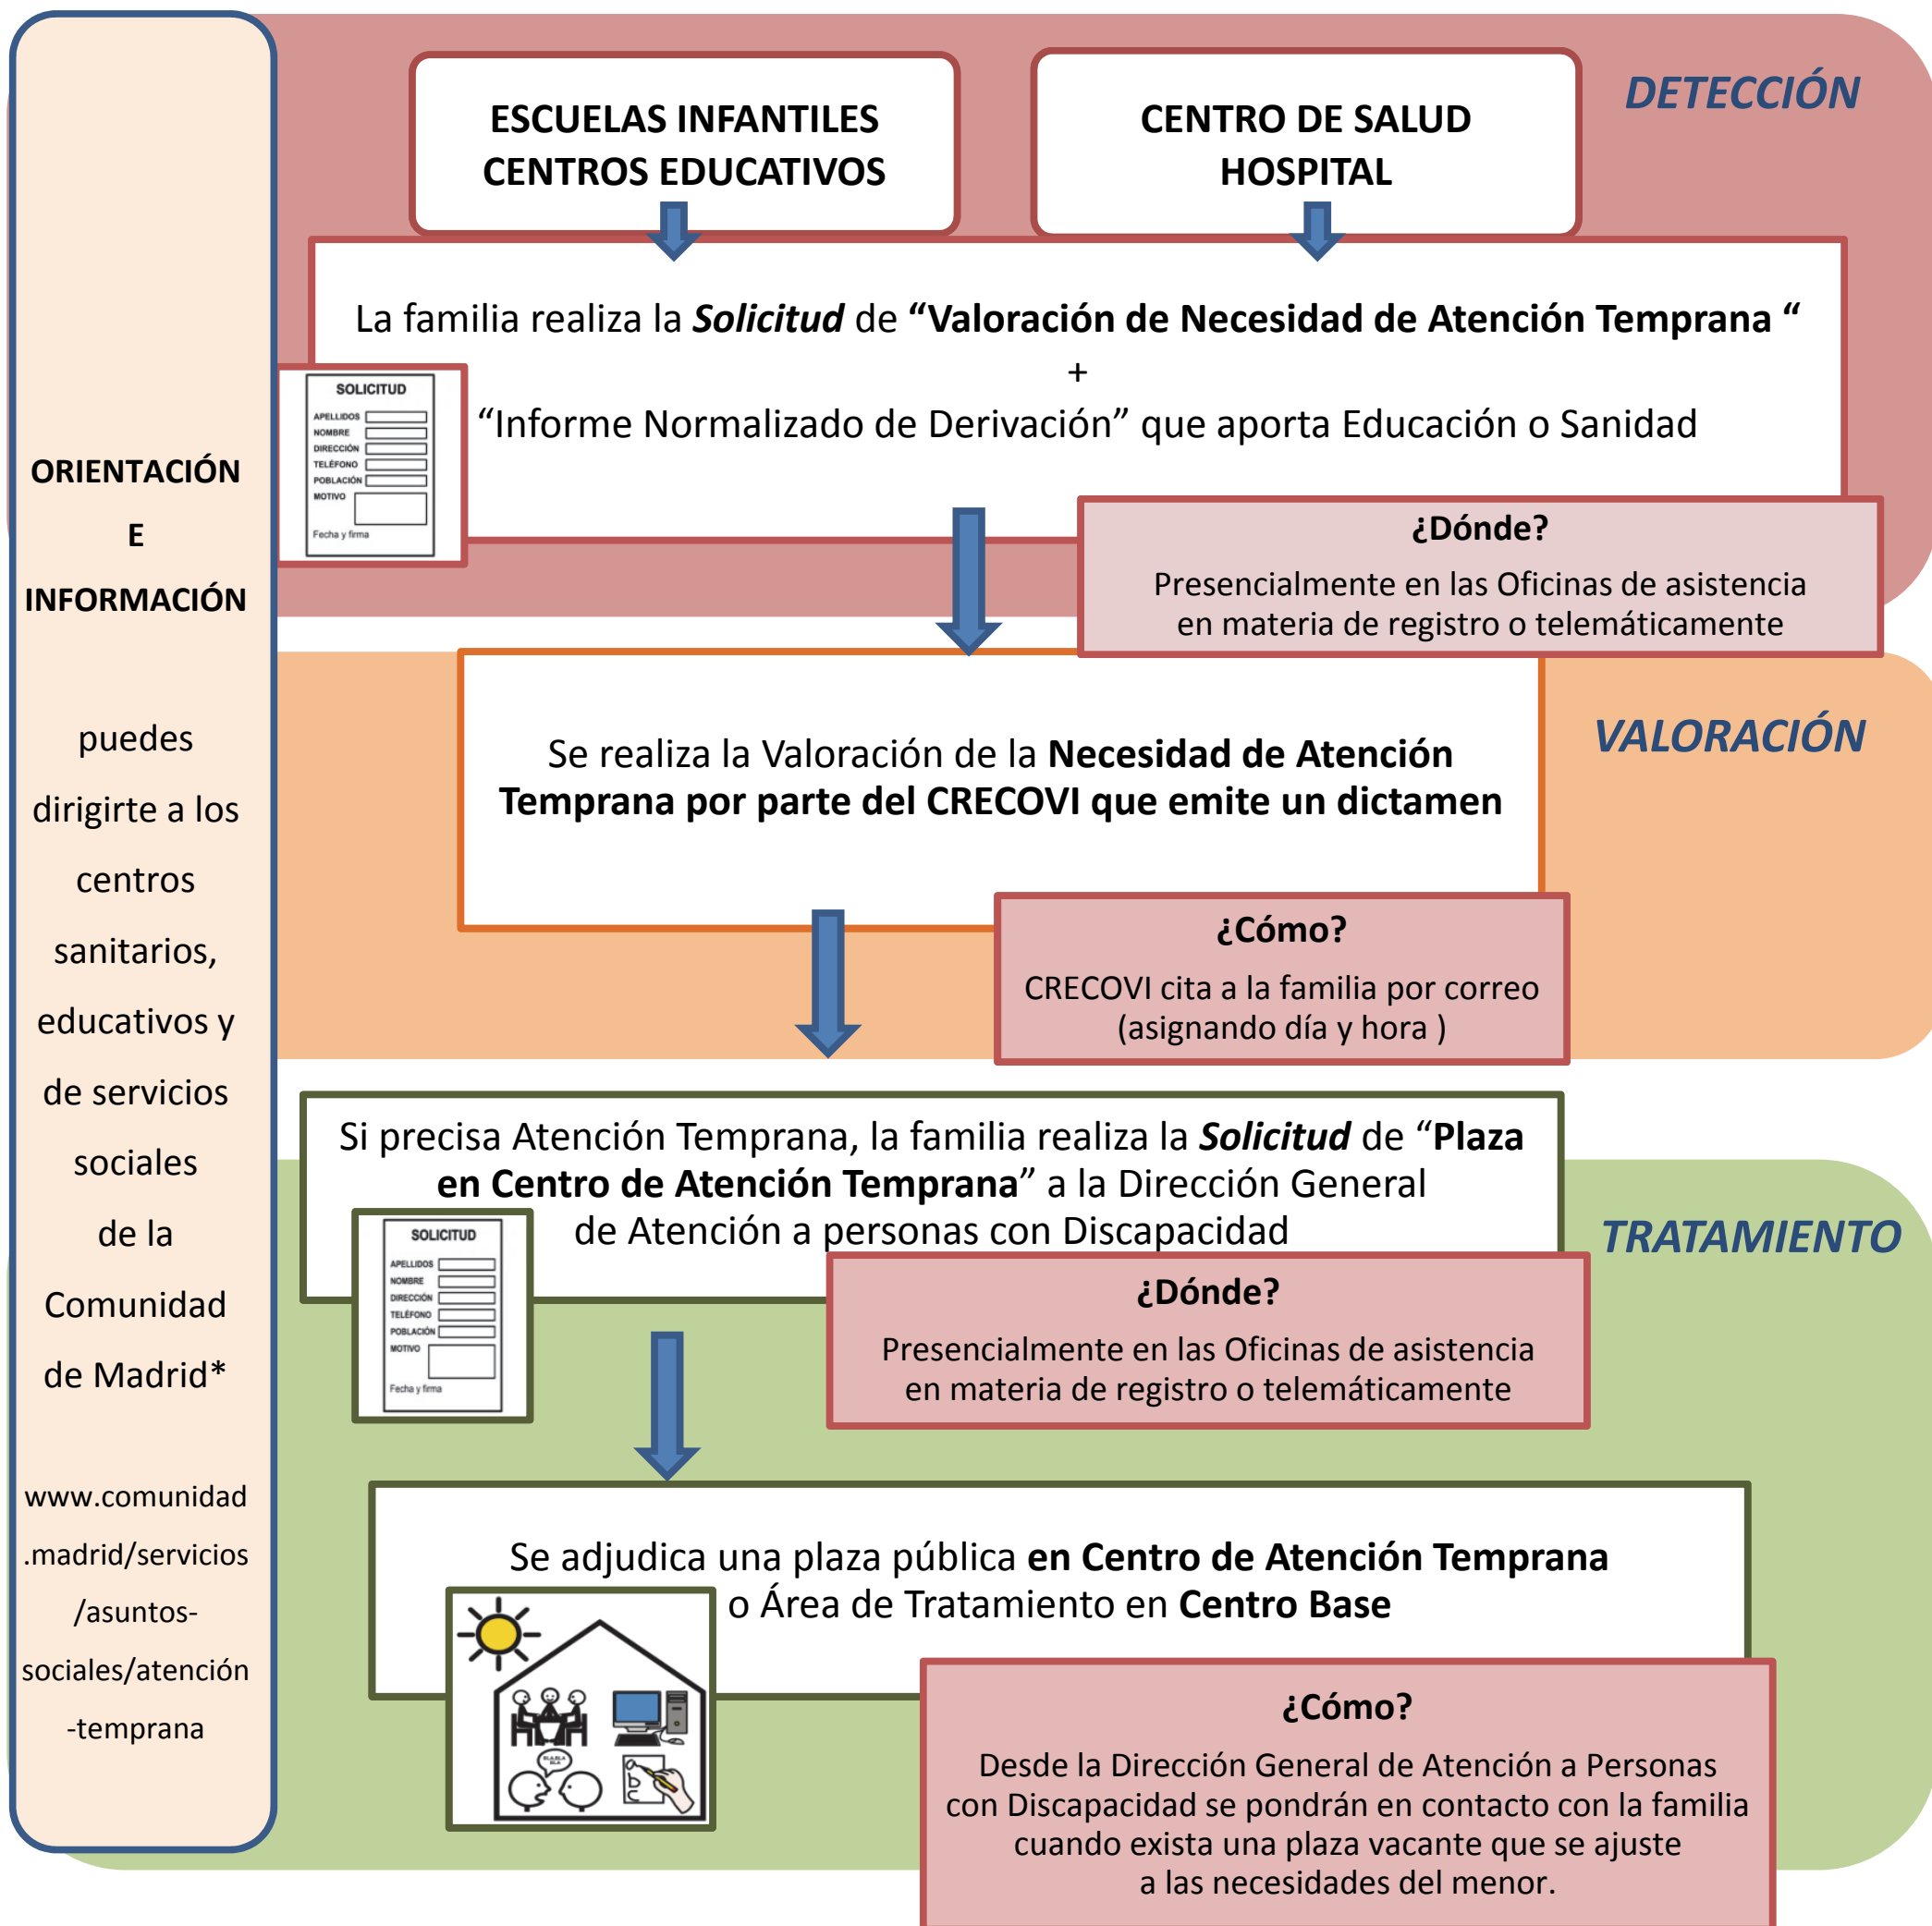 ORIENTACIÓN
E
INFORMACIÓN
puedes
dirigirte a los
centros
sanitarios,
educativos y
de servicios
sociales
de la
Comunidad
de Madrid*
www.comunidad
.madrid/servicios
/asuntos-
sociales/atención
-temprana
DETECCIÓN
ESCUELAS INFANTILES
CENTROS EDUCATIVOS
CENTRO DE SALUD
HOSPITAL
La familia realiza la Solicitud de “Valoración de Necesidad de Atención Temprana “
+
“Informe Normalizado de Derivación” que aporta Educación o Sanidad
SOLICITUD
APELLIDOS
NOMBRE
DIRECCIÓN
TELÉFONO
POBLACIÓN
MOTIVO
Fecha y firma
¿Dónde?
Presencialmente en las Oficinas de asistencia
en materia de registro o telemáticamente
VALORACIÓN
Se realiza la Valoración de la Necesidad de Atención
Temprana por parte del CRECOVI que emite un dictamen
¿Cómo?
CRECOVI cita a la familia por correo
(asignando día y hora )
TRATAMIENTO
Si precisa Atención Temprana, la familia realiza la Solicitud de “Plaza
en Centro de Atención Temprana” a la Dirección General
de Atención a personas con Discapacidad
SOLICITUD
APELLIDOS
NOMBRE
DIRECCIÓN
TELÉFONO
POBLACIÓN
MOTIVO
Fecha y firma
¿Dónde?
Presencialmente en las Oficinas de asistencia
en materia de registro o telemáticamente
Se adjudica una plaza pública en Centro de Atención Temprana
o Área de Tratamiento en Centro Base
BLA,BLA
BLA
¿Cómo?
Desde la Dirección General de Atención a Personas
con Discapacidad se pondrán en contacto con la familia
cuando exista una plaza vacante que se ajuste
a las necesidades del menor.